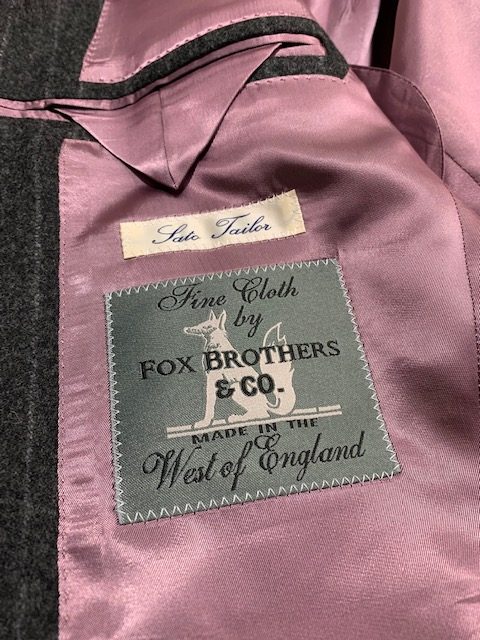 Sato Tailor
Fine Cloth
by
FOX BROTHERS
& CO.
MADE IN THE
West of England